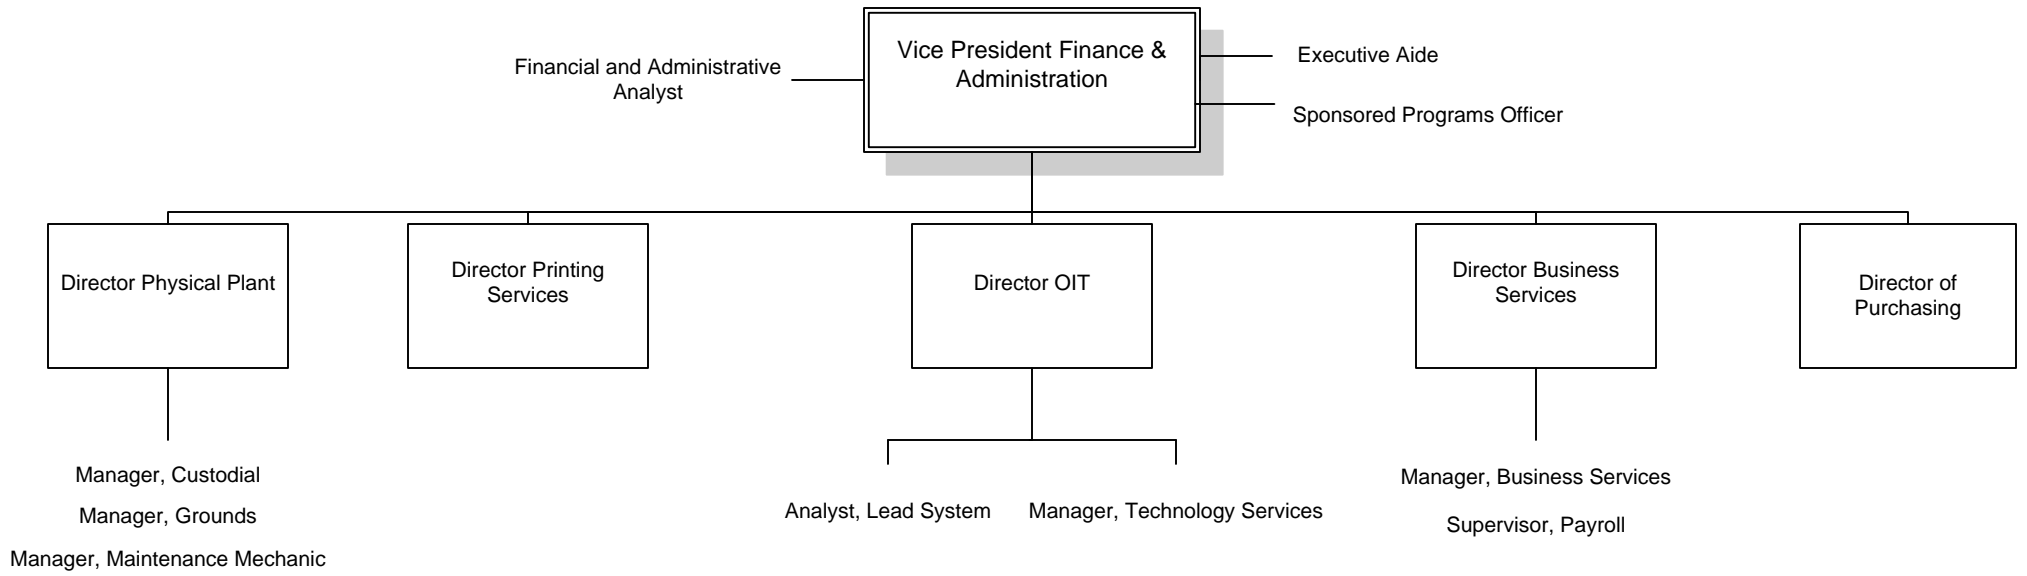 Vice President Finance &
Administration
Financial and Administrative
Analyst
Executive Aide
Sponsored Programs Officer
Director Physical Plant
Director Printing
Services
Director OIT
Director Business
Services
Director of
Purchasing
Manager, Custodial
Manager, Grounds
Manager, Maintenance Mechanic
Analyst, Lead System
Manager, Technology Services
Manager, Business Services
Supervisor, Payroll